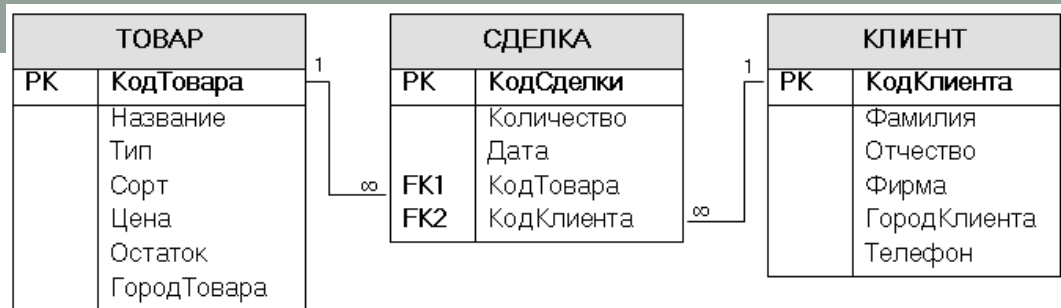 ТОВАР
PK КодТовара
Название
Тип
Сорт
Цена
Остаток
ГородТовара
1
∞
СДЕЛКА
PK КодСделки
Количество
Дата
FK1 КодТовара
FK2 КодКлиента
∞
1
КЛИЕНТ
PK КодКлиента
Фамилия
Отчество
Фирма
ГородКлиента
Телефон